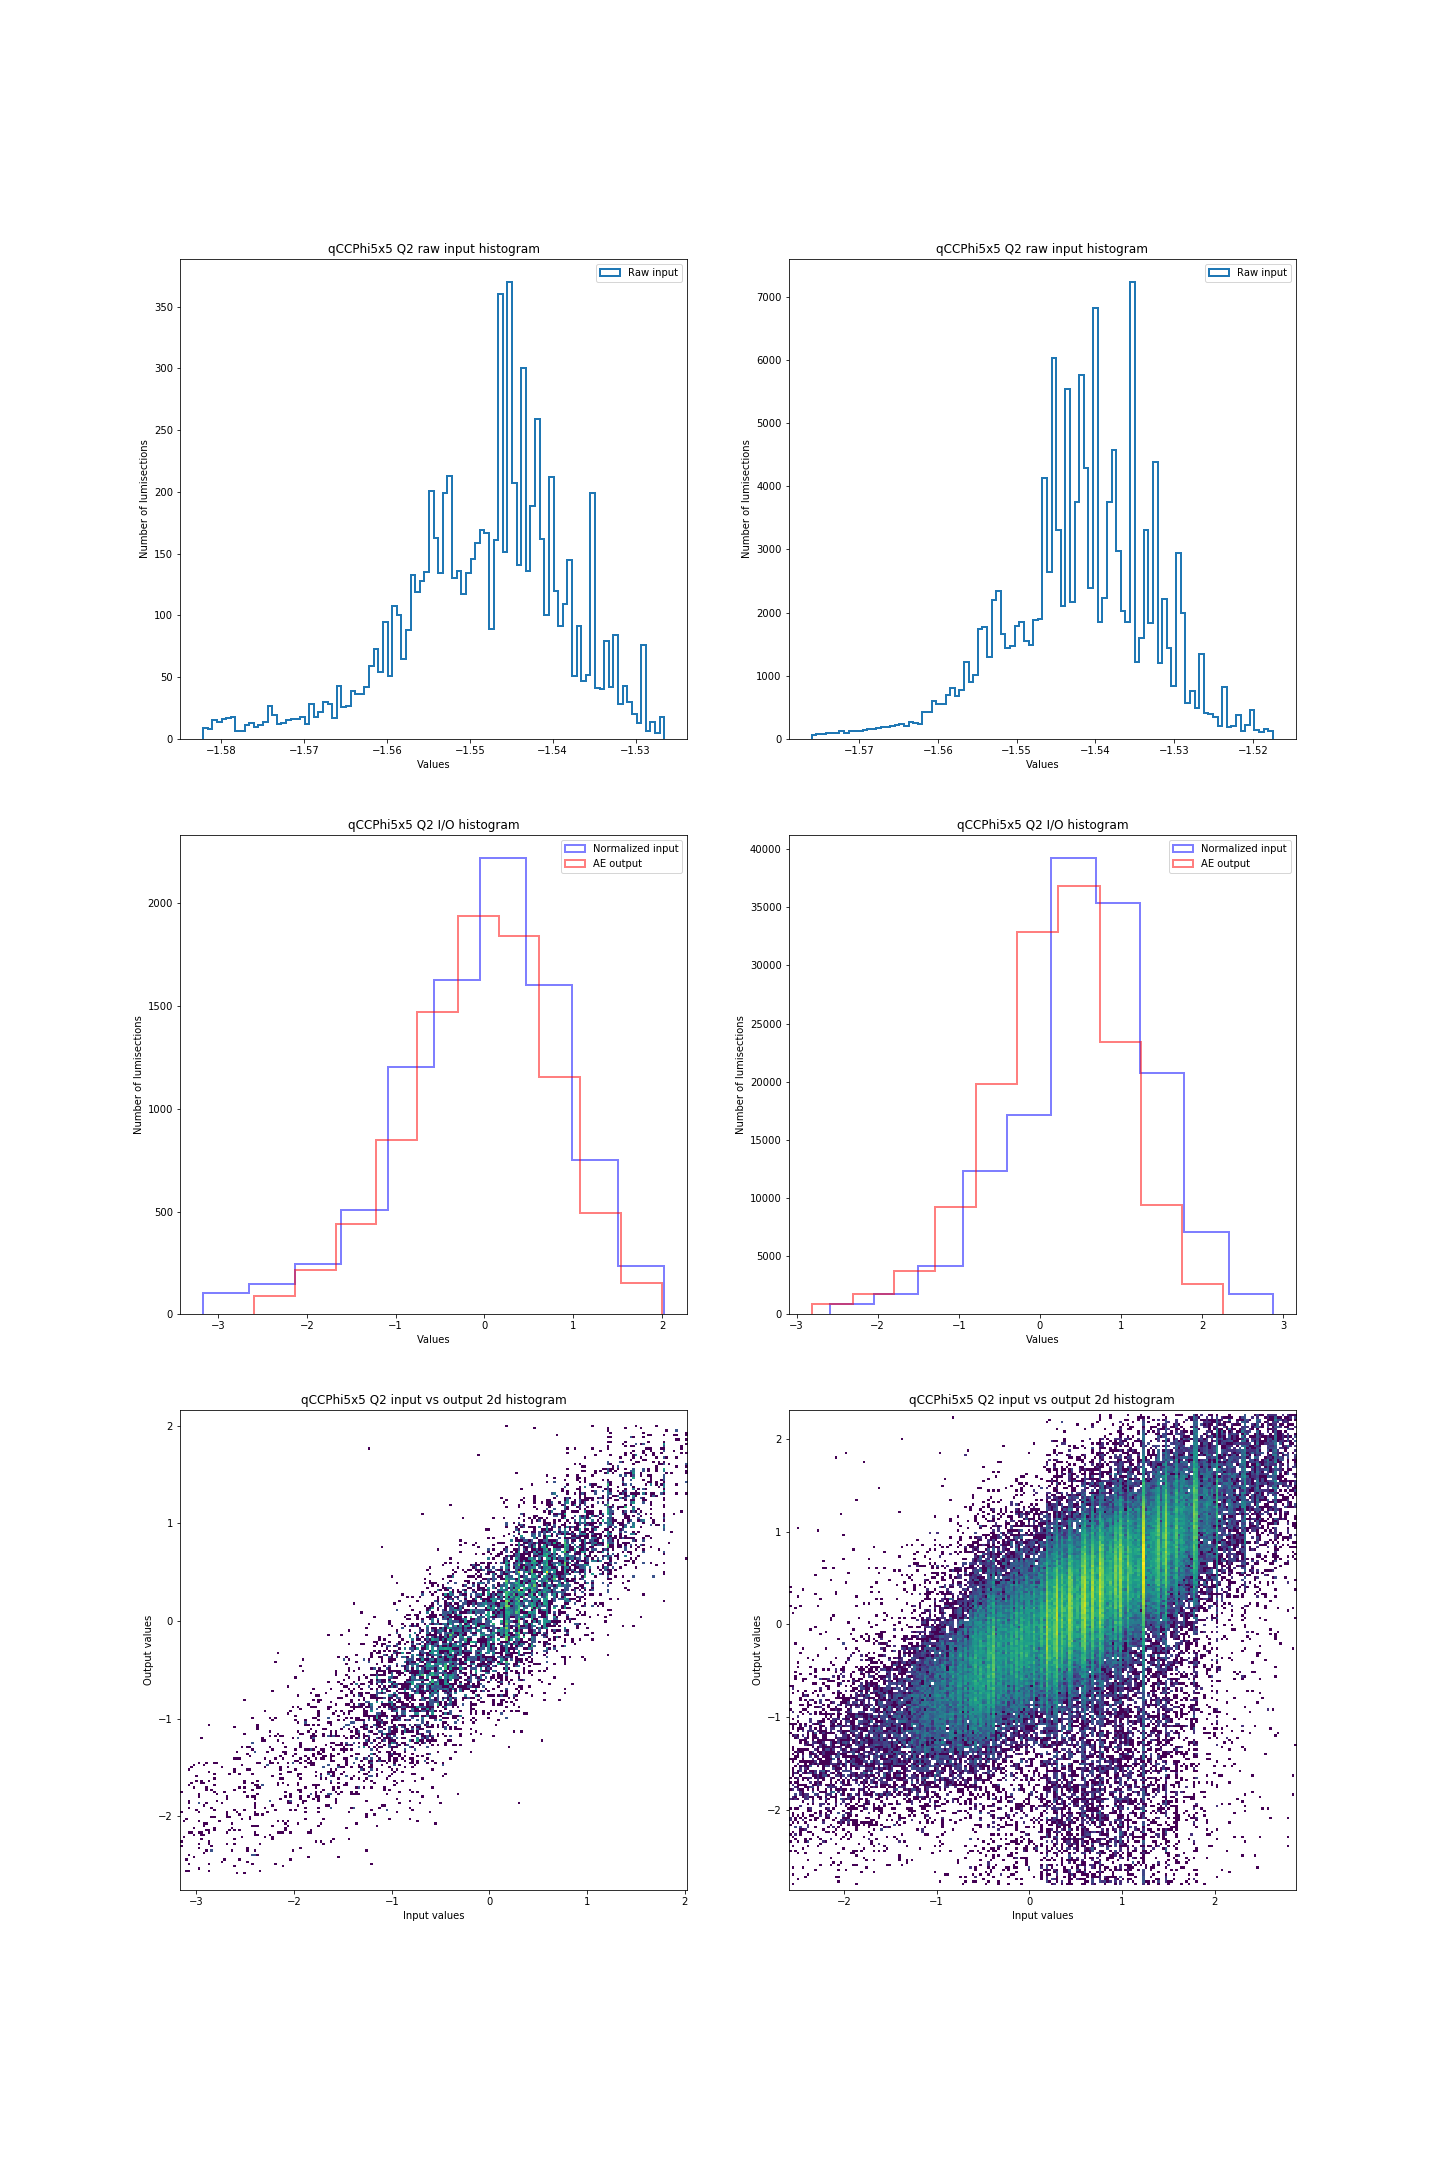 qCCPhi5x5 Q2 raw input histogram
Raw input
350
300
250
200
150
100
50
0
Number of lumisections
−1.58 −1.57 −1.56 −1.55 −1.54 −1.53
Values
qCCPhi5x5 Q2 raw input histogram
Raw input
7000
6000
5000
4000
3000
2000
1000
0
Number of lumisections
−1.57 −1.56 −1.55 −1.54 −1.53 −1.52
Values
qCCPhi5x5 Q2 I/O histogram
Normalized input
AE output
2000
1500
1000
500
0
Number of lumisections
−3 −2 −1 0 1 2
Values
qCCPhi5x5 Q2 I/O histogram
Normalized input
AE output
40000
35000
30000
25000
20000
15000
10000
5000
0
Number of lumisections
−3 −2 −1 0 1 2 3
Values
qCCPhi5x5 Q2 input vs output 2d histogram
2
1
0
−1
−2
Output values
−3 −2 −1 0 1 2
Input values
qCCPhi5x5 Q2 input vs output 2d histogram
2
1
0
−1
−2
Output values
−2 −1 0 1 2
Input values